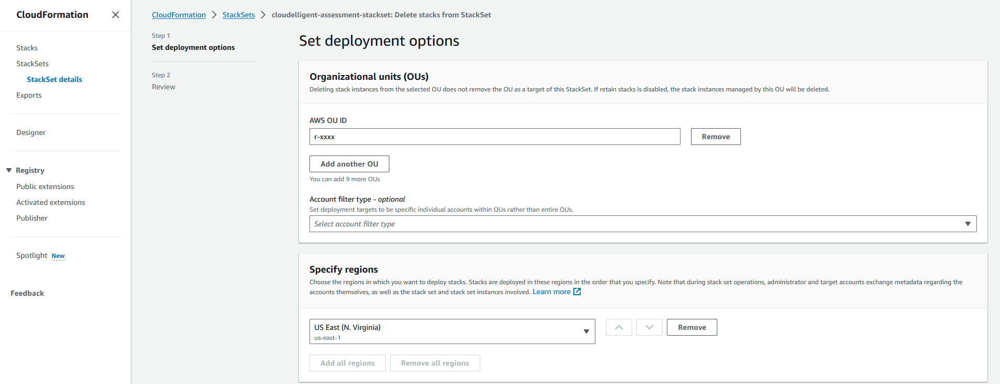 CloudFormation
Stacks
StackSets
StackSet details
Exports
Designer
Registry
Public extensions
Activated extensions
Publisher
Spotlight New
Feedback
CloudFormation > StackSets > cloudelligent-assessment-stackset: Delete stacks from StackSet
Step 1
Set deployment options
Step 2
Review
Set deployment options
Organizational units (OUs)
Deleting stack instances from the selected OU does not remove the OU as a target of this StackSet. If retain stacks is disabled, the stack instances managed by this OU will be deleted.
AWS OU ID
r-xxxx
Remove
Add another OU
You can add 9 more OUs
Account filter type - optional
Set deployment targets to be specific individual accounts within OUs rather than entire OUs.
Select account filter type
Specify regions
Choose the regions in which you want to deploy stacks. Stacks are deployed in these regions in the order that you specify. Note that during stack set operations, administrator and target accounts exchange metadata regarding the
accounts themselves, as well as the stack set and stack set instances involved. Learn more
US East (N. Virginia)
us-east-1
Remove
Add all regions
Remove all regions